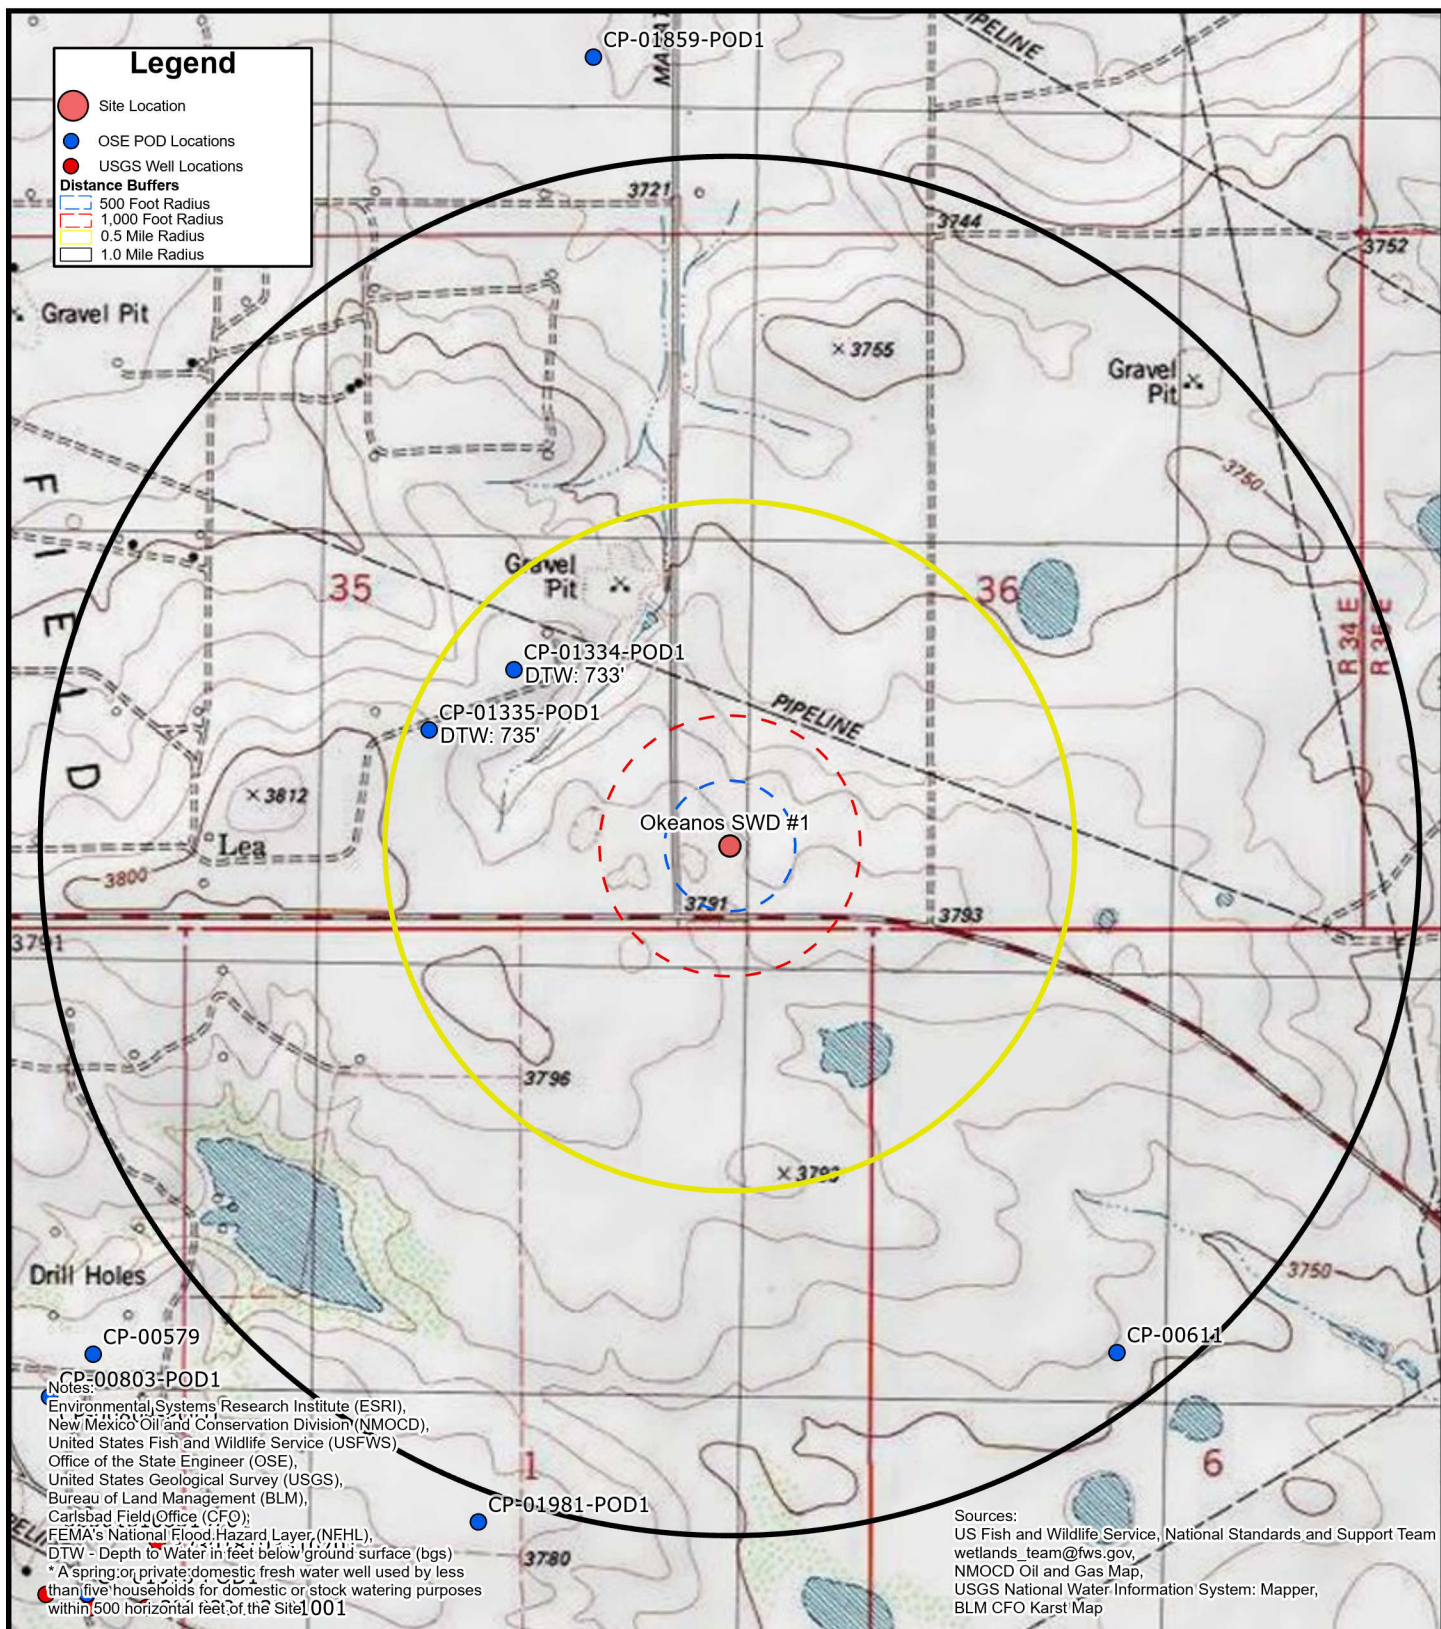 CP-01859-POD1
PIPELINE
Legend
Site Location
OSE POD Locations
USGS Well Locations
Distance Buffers
500 Foot Radius
1,000 Foot Radius
0.5 Mile Radius
1.0 Mile Radius
3721
3744
3752
Gravel Pit
3755
Gravel
Pit
FIELD
3750
Gravel
Pit
35
36
R 34 E
R 35 E
CP-01334-POD1
DTW: 733'
CP-01335-POD1
DTW: 735'
PIPELINE
3812
Okeanos SWD #1
Lea
3800
3791
3793
3791
3796
3793
Drill Holes
3750
CP-00579
CP-00611
CP-00803-POD1
Notes:
Environmental Systems Research Institute (ESRI),
New Mexico Oil and Conservation Division (NMOCD),
United States Fish and Wildlife Service (USFWS)
Office of the State Engineer (OSE),
United States Geological Survey (USGS),
Bureau of Land Management (BLM),
Carlsbad Field Office (CFO);
FEMA's National Flood Hazard Layer (NFHL),
DTW - Depth to Water in feet below ground surface (bgs)
* A spring or private domestic fresh water well used by less
than five households for domestic or stock watering purposes
within 500 horizontal feet of the Site
1001
1
6
CP-01981-POD1
3780
Sources:
US Fish and Wildlife Service, National Standards and Support Team
wetlands_team@fws.gov,
NMOCD Oil and Gas Map,
USGS National Water Information System: Mapper,
BLM CFO Karst Map